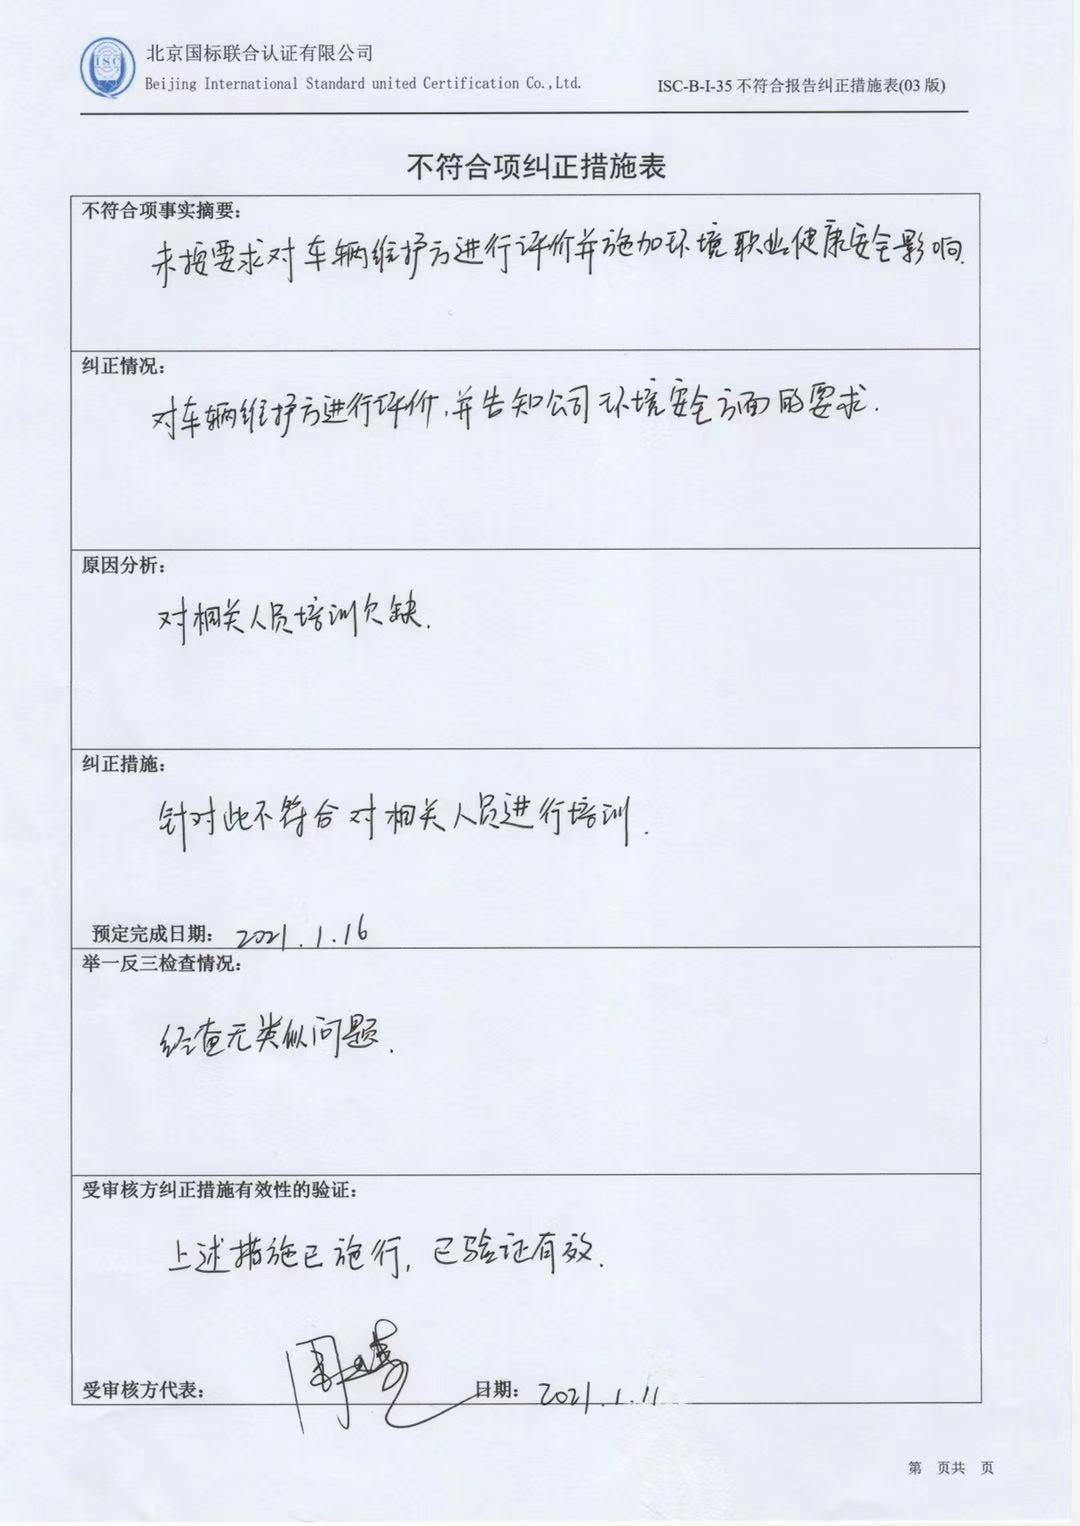 ISC
北京国标联合认证有限公司
Beijing International Standard united Certification Co.,Ltd.
ISC-B-I-35 不符合报告纠正措施表(03 版)
不符合项纠正措施表
不符合项事实摘要:
未按要求对车辆维护方进行评价并施加环境职业健康安全影响.
纠正情况:
对车辆维护方进行评价,并告知公司环境安全方面的要求.
原因分析:
对相关人员培训欠缺.
纠正措施:
针对此不符合对相关人员进行培训.
预定完成日期: 2021.1.16
举一反三检查情况:
经查无类似问题.
受审核方纠正措施有效性的验证:
上述措施已施行,已验证有效.
受审核方代表: 周 日期: 2021.1.11
第 页共 页